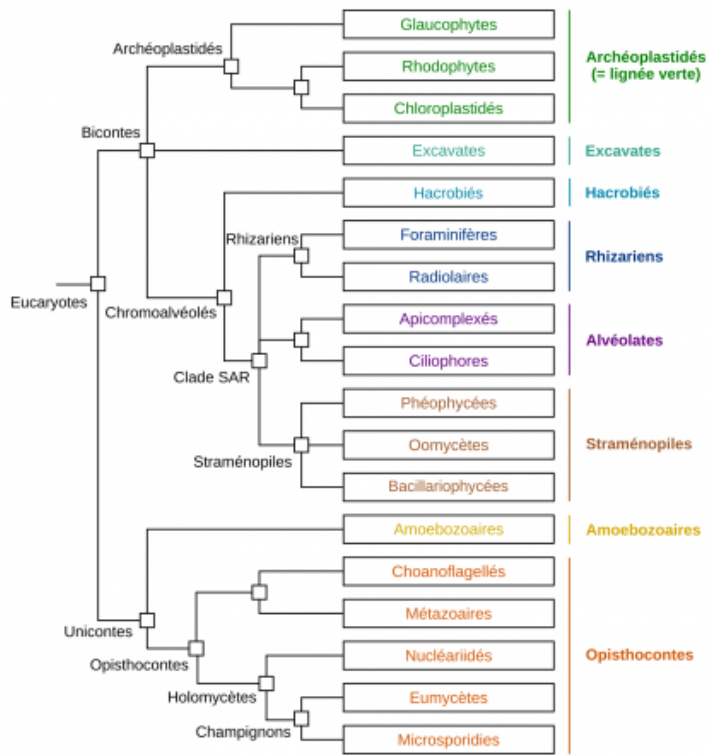 Glaucophytes
Archéoplastidés
Archéoplastidés
(= lignée verte)
Rhodophytes
Chloroplastidés
Bicontes
Excavates
Excavates
Hacrobiés
Hacrobiés
Rhizariens
Foraminifères
Rhizariens
Radiolaires
Eucaryotes
Chromoalvéolés
Apicomplexés
Alvéolates
Ciliophores
Clade SAR
Phéophycées
Oomycètes
Straménopiles
Straménopiles
Bacillariophycées
Amoebozoaires
Amoebozoaires
Choanoflagellés
Métazoaires
Unicontes
Nucléariidés
Opisthocontes
Opisthocontes
Holomycètes
Eumycètes
Champignons
Microsporidies